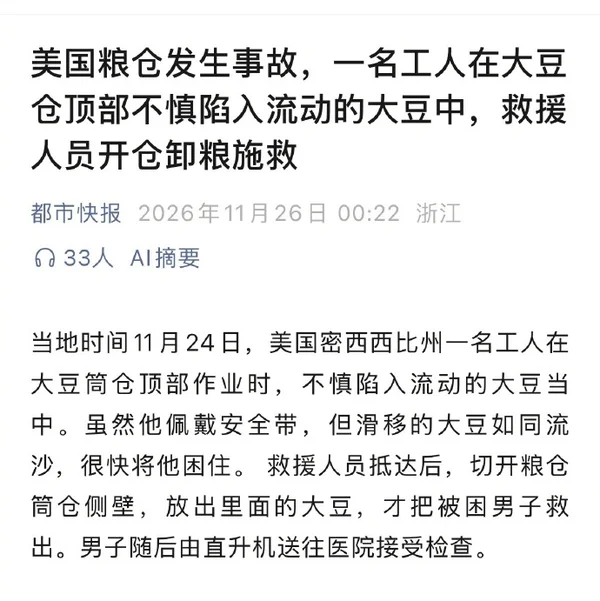 美国粮仓发生事故，一名工人在大豆
仓顶部不慎陷入流动的大豆中，救援
人员开仓卸粮施救
都市快报 2026年11月26日 00:22 浙江
33人 AI摘要
当地时间11月24日，美国密西西比州一名工人在
大豆筒仓顶部作业时，不慎陷入流动的大豆当
中。虽然他佩戴安全带，但滑移的大豆如同流
沙，很快将他困住。 救援人员抵达后，切开粮仓
筒仓侧壁，放出里面的大豆，才把被困男子救
出。男子随后由直升机送往医院接受检查。